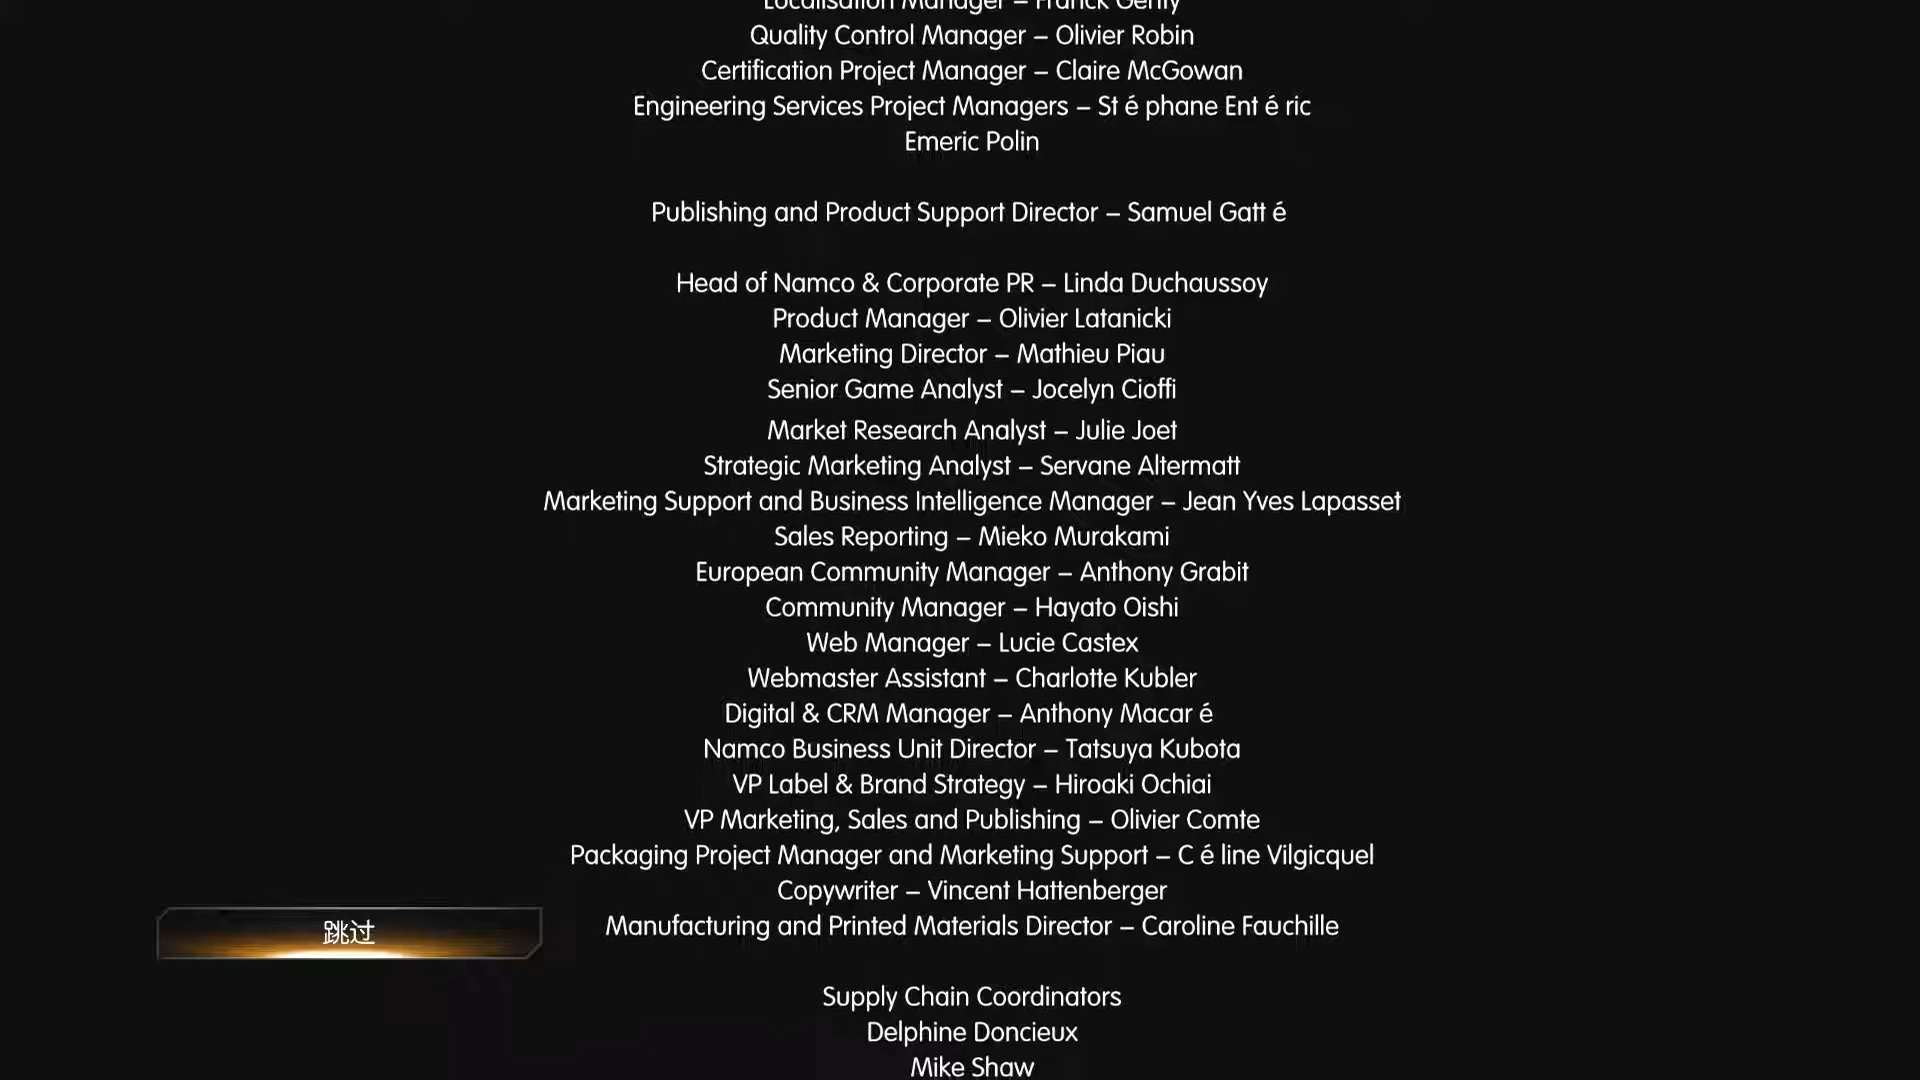 Localisation Manager – Franck Genty
Quality Control Manager – Olivier Robin
Certification Project Manager – Claire McGowan
Engineering Services Project Managers – St é phane Ent é ric
Emeric Polin
Publishing and Product Support Director – Samuel Gatt é
Head of Namco & Corporate PR – Linda Duchaussoy
Product Manager – Olivier Latanicki
Marketing Director – Mathieu Piau
Senior Game Analyst – Jocelyn Cioffi
Market Research Analyst – Julie Joet
Strategic Marketing Analyst – Servane Altermatt
Marketing Support and Business Intelligence Manager – Jean Yves Lapasset
Sales Reporting – Mieko Murakami
European Community Manager – Anthony Grabit
Community Manager – Hayato Oishi
Web Manager – Lucie Castex
Webmaster Assistant – Charlotte Kubler
Digital & CRM Manager – Anthony Macar é
Namco Business Unit Director – Tatsuya Kubota
VP Label & Brand Strategy – Hiroaki Ochiai
VP Marketing, Sales and Publishing – Olivier Comte
Packaging Project Manager and Marketing Support – C é line Vilgicquel
Copywriter – Vincent Hattenberger
Manufacturing and Printed Materials Director – Caroline Fauchille
跳过
Supply Chain Coordinators
Delphine Doncieux
Mike Shaw